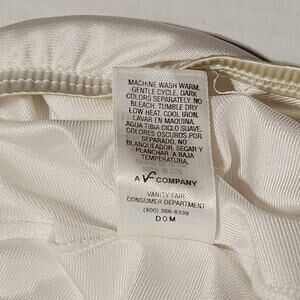 MACHINE WASH WARM,
GENTLE CYCLE. DARK
COLORS SEPARATELY. NO
BLEACH. TUMBLE DRY
LOW HEAT. COOL IRON.
LAVAR EN MAQUINA,
AGUA TIBIA CICLO SUAVE.
COLORES OSCUROS POR
SEPARADO. NO
BLANQUEADOR. SEGAR Y
PLANCHAR A BAJA
TEMPERATURA.
A VF COMPANY
VANITY FAIR
CONSUMER DEPARTMENT
(800) 366-8339
DOM